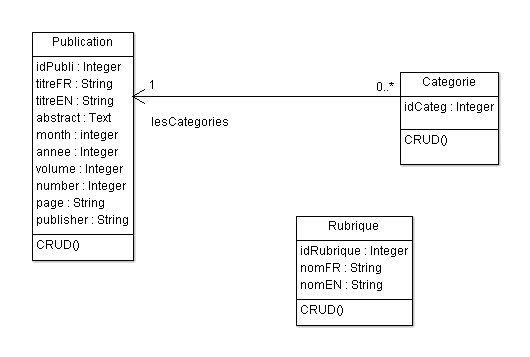 Publication
idPubli : Integer
titreFR : String
titreEN : String
abstract : Text
month : integer
annee : Integer
volume : Integer
number : Integer
page : String
publisher : String
CRUD()
1
0..*
lesCategories
Categorie
idCateg : Integer
CRUD()
Rubrique
idRubrique : Integer
nomFR : String
nomEN : String
CRUD()